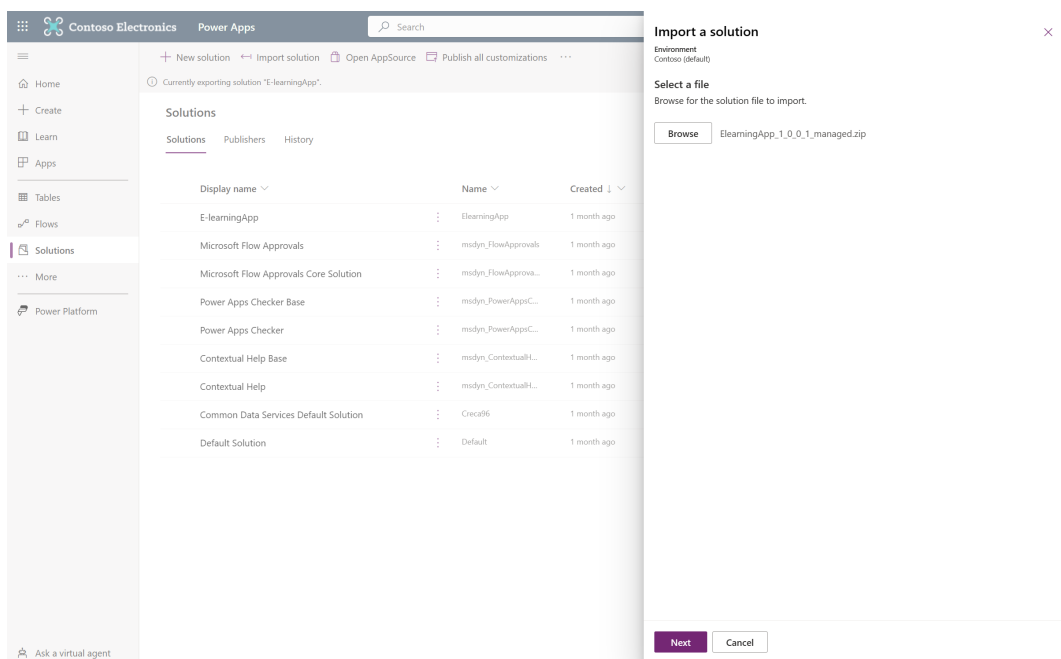 Contoso Electronics Power Apps Search
New solution Import solution Open AppSource Publish all customizations ...
Currently exporting solution "E-learningApp".
Home
Create
Learn
Apps
Tables
Flows
Solutions
More
Power Platform
Ask a virtual agent
Solutions
Solutions Publishers History
Display name Name Created ↓
E-learningApp ElearningApp 1 month ago
Microsoft Flow Approvals msdyn_FlowApprovals 1 month ago
Microsoft Flow Approvals Core Solution msdyn_FlowApprova... 1 month ago
Power Apps Checker Base msdyn_PowerAppsC... 1 month ago
Power Apps Checker msdyn_PowerAppsC... 1 month ago
Contextual Help Base msdyn_ContextualH... 1 month ago
Contextual Help msdyn_ContextualH... 1 month ago
Common Data Services Default Solution Creca96 1 month ago
Default Solution Default 1 month ago
Import a solution
Environment
Contoso (default)
Select a file
Browse for the solution file to import.
Browse ElearningApp_1_0_0_1_managed.zip
Next Cancel